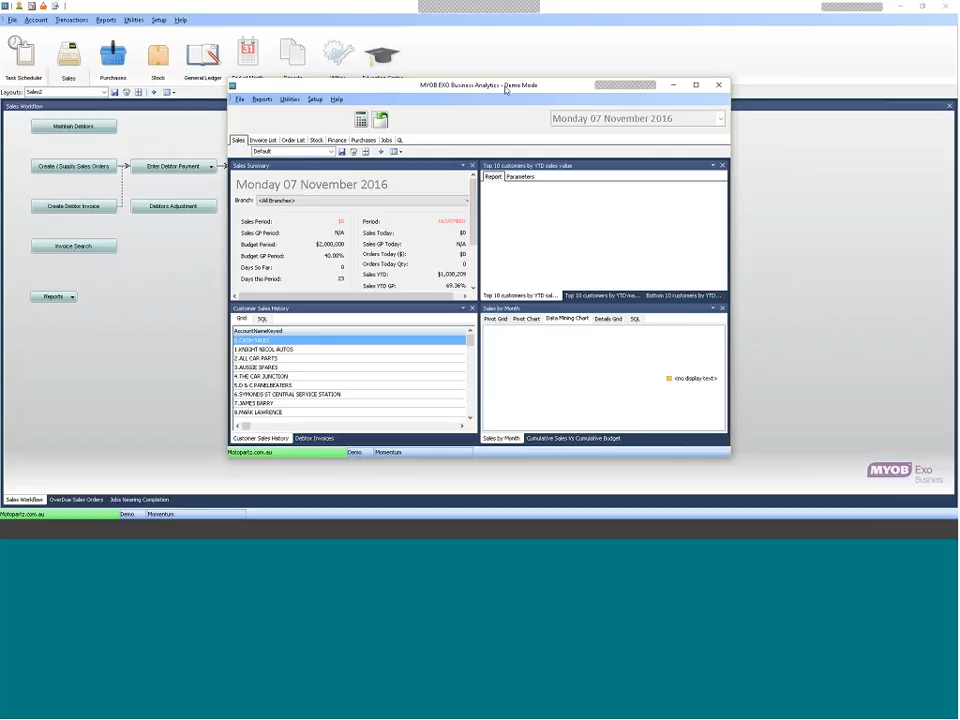 File Account Transactions Reports Utilities Setup Help
Task Scheduler Sales Purchases Stock General Ledger
Layouts: Sales2
Sales Workflow
Maintain Debtors
Create / Supply Sales Orders
Enter Debtor Payment
Create Debtor Invoice
Debtors Adjustment
Invoice Search
Reports
MYOB EXO Business Analytics - Demo Mode
File Reports Utilities Setup Help
31
Monday 07 November 2016
Sales Invoice List Order List Stock Finance Purchases Jobs GL
Default
Sales Summary
Monday 07 November 2016
Branch: <All Branches>
Sales Period: $0
Sales GP Period: N/A
Budget Period: $2,000,000
Budget GP Period: 40.00%
Days So Far: 0
Days this Period: 23
Period: NOVEMBER
Sales Today: $0
Sales GP Today: N/A
Orders Today ($): $0
Orders Today Qty: 0
Sales YTD: $1,030,209
Sales YTD GP: 69.36%
Top 10 customers by YTD sales value
Report Parameters
Top 10 customers by YTD sal... Top 10 customers by YTD ma... Bottom 10 customers by YTD...
Customer Sales History
Grid SQL
AccountNameKeyed
0.CASH SALES
1.KNIGHT NICOL AUTOS
2.ALL CAR PARTS
3.AUSSIE SPARES
4.THE CAR JUNCTION
5.D & C PANELBEATERS
6.SYMONDS ST CENTRAL SERVICE STATION
7.JAMES BARRY
8.MARK LAWRENCE
Customer Sales History Debtor Invoices
Sales by Month
Pivot Grid Pivot Chart Data Mining Chart Details Grid SQL
<no display text>
Sales by Month Cumulative Sales Vs Cumulative Budget
Motopartz.com.au Demo Momentum
MYOB Exo
Business
Sales Workflow OverDue Sales Orders Jobs Nearing Completion
Motopartz.com.au Demo Momentum